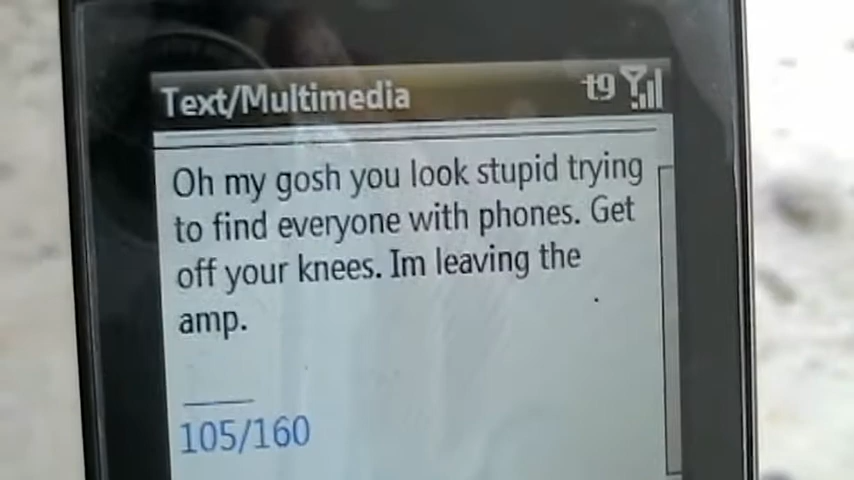 Text/Multimedia t9
Oh my gosh you look stupid trying
to find everyone with phones. Get
off your knees. Im leaving the
amp.
105/160